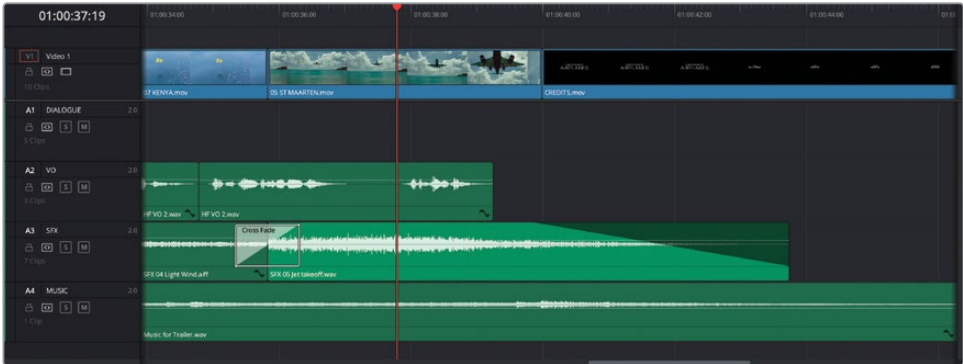 01:00:37:19
01:00:34:00
01:00:36:00
01:00:38:00
01:00:40:00
01:00:42:00
01:00:44:00
V1 Video 1
10 Clips
07 KENYA.mov
05 ST MAARTEN.mov
CREDITS.mov
A1 DIALOGUE 2.0
S M
5 Clips
A2 VO 2.0
S M
3 Clips
HF VO 2.wav
HF VO 2.wav
A3 SFX 2.0
Cross Fade
S M
7 Clips
SFX 04 Light Wind.aiff
SFX 05 Jet takeoff.wav
A4 MUSIC 2.0
S M
1 Clip
Music for Trailer.wav